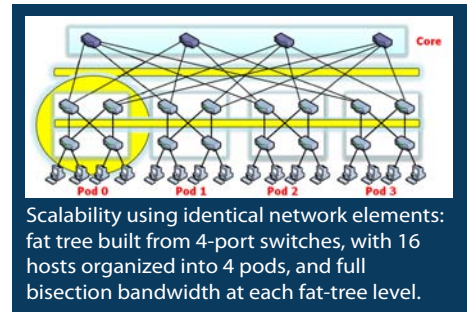 Core
Pod 0 Pod 1 Pod 2 Pod 3
Scalability using identical network elements:
fat tree built from 4-port switches, with 16
hosts organized into 4 pods, and full
bisection bandwidth at each fat-tree level.